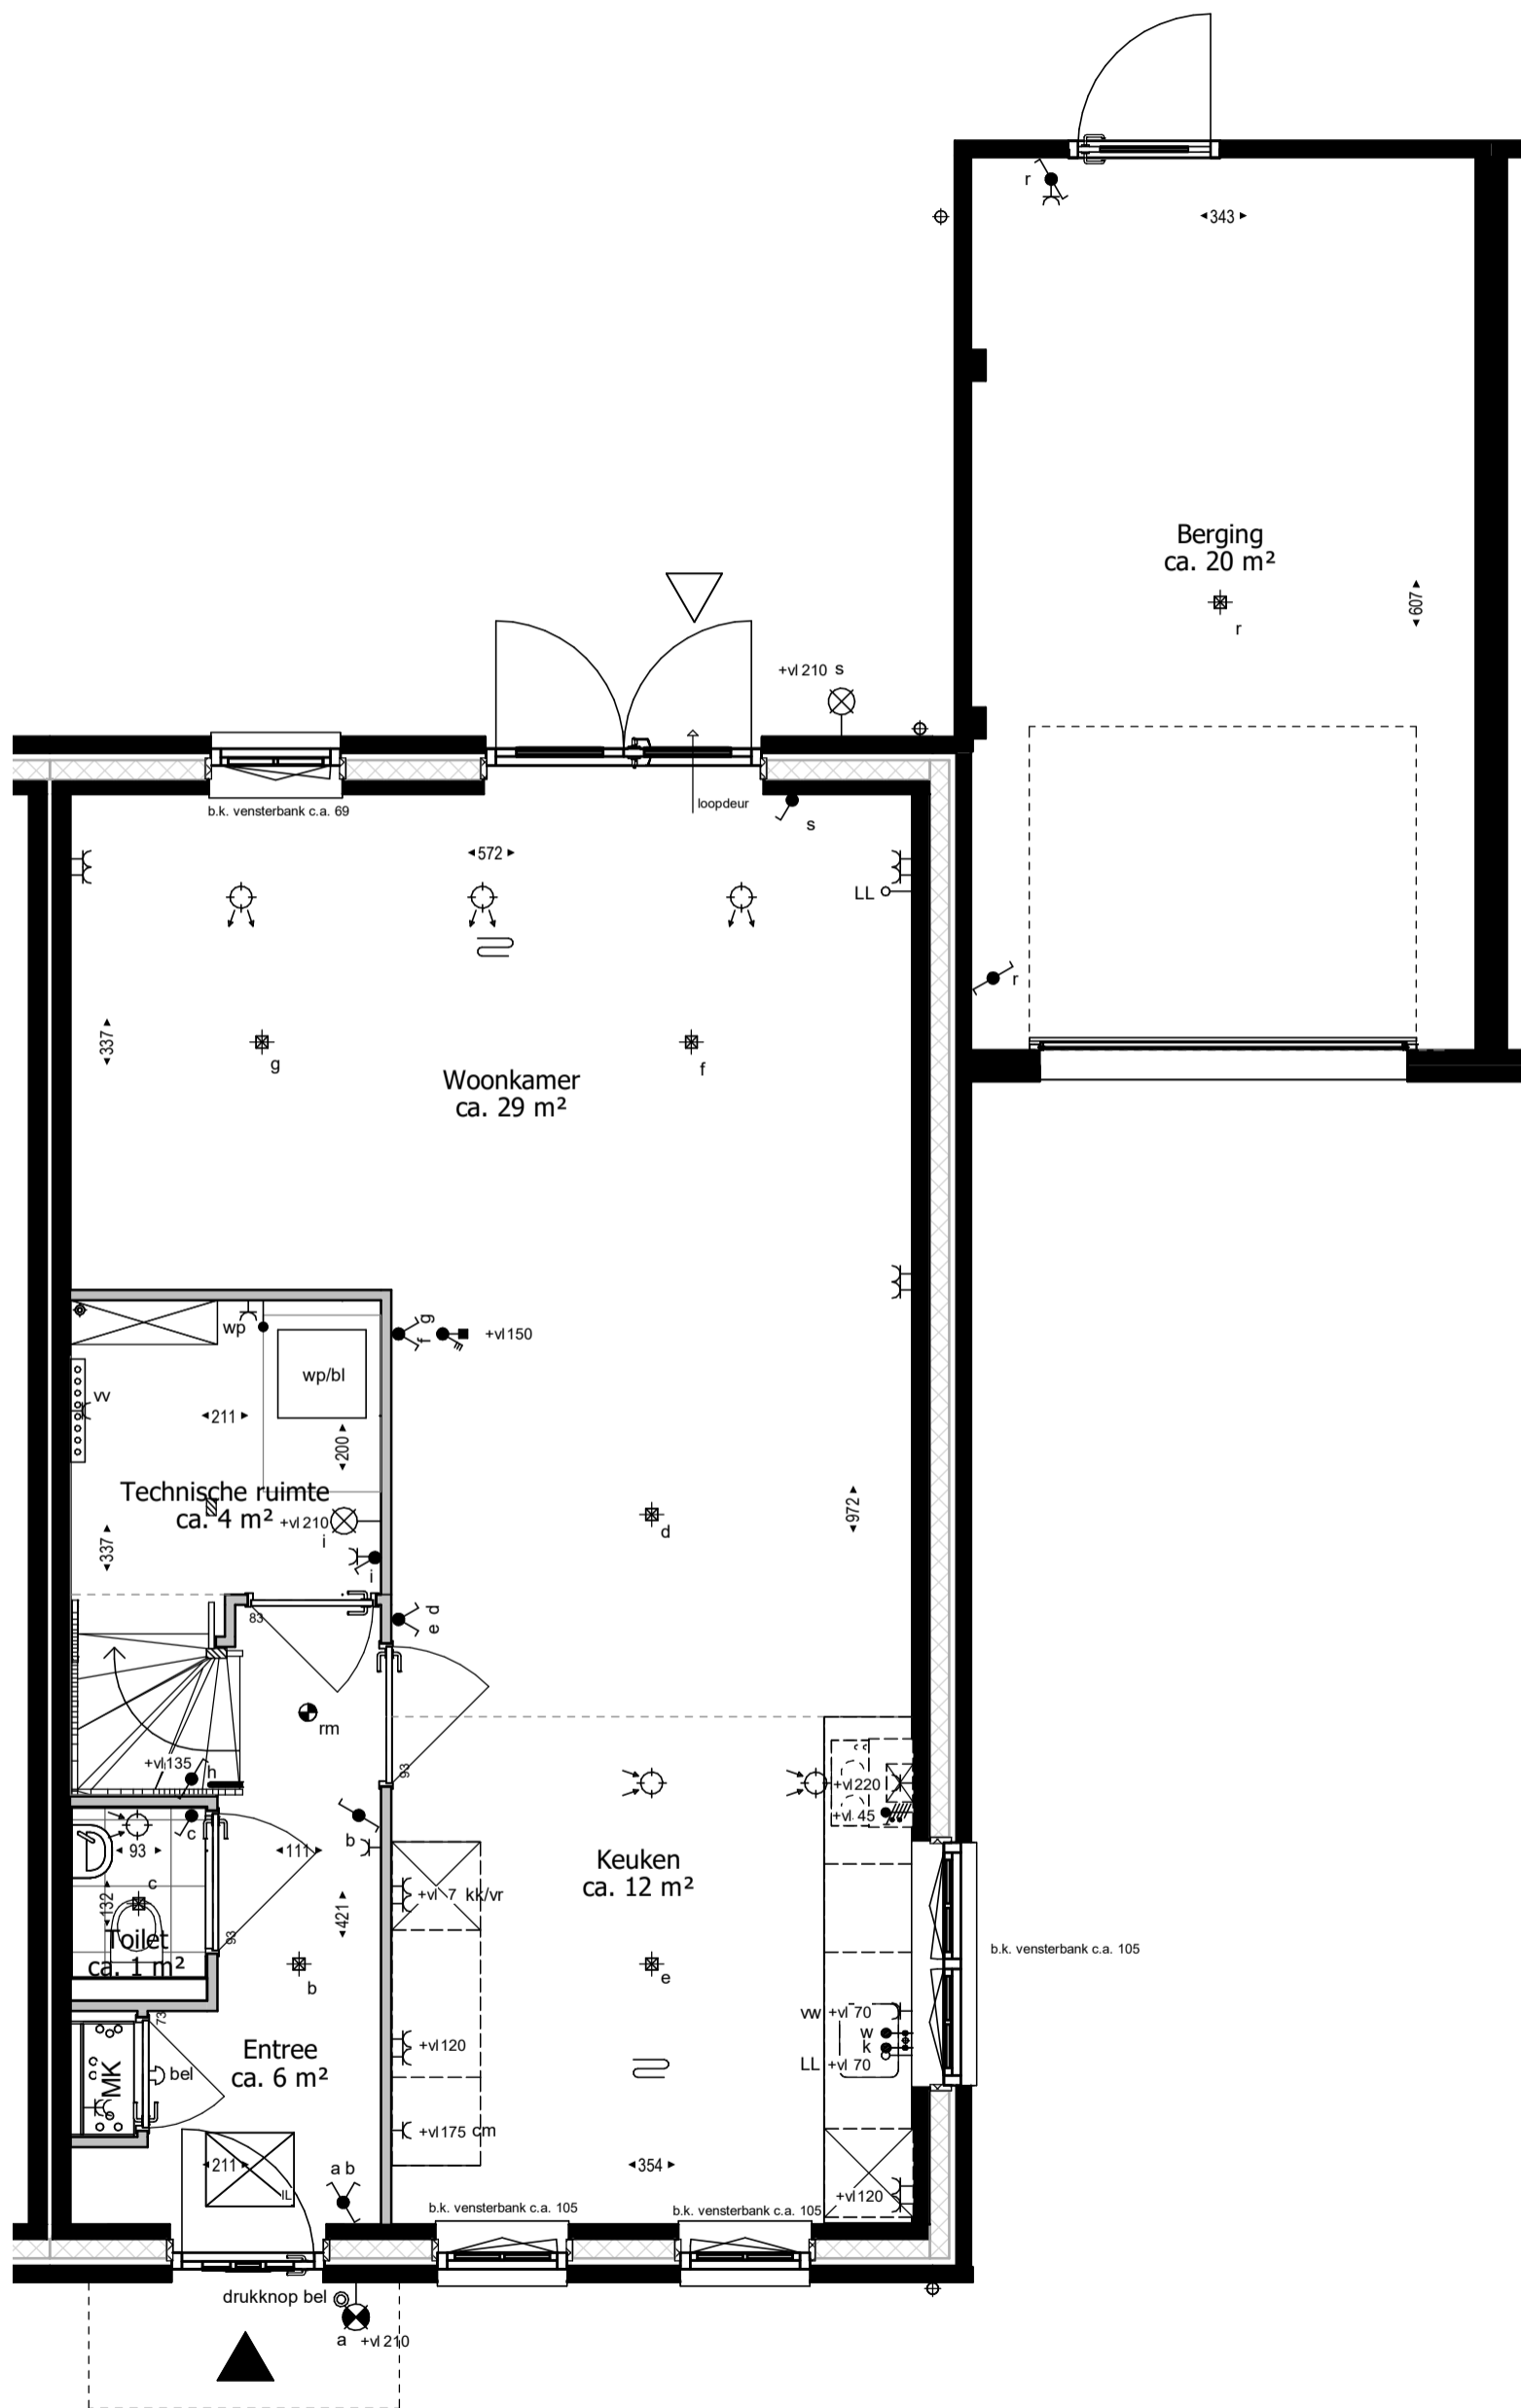 r
343
Berging
ca. 20 m²
607
r
+vl 210 s
loopdeur
b.k. vensterbank c.a. 69
s
572
LL
r
337
g
f
Woonkamer
ca. 29 m²
wp
f g
+vl 150
wp/bl
vv
211
200
Technische ruimte
ca. 4 m²
+vl 210
i
972
d
337
i
83
e d
rm
+vl 135
h
93
+vl 220
+vl 45
c
b
93
111
Keuken
ca. 12 m²
c
132
+vl 7 kk/vr
421
93
Toilet
ca. 1 m²
b.k. vensterbank c.a. 105
b
e
73
vw +vl 70
w
k
LL +vl 70
Entree
ca. 6 m²
+vl 120
MK
bel
+vl 175 cm
211
a b
354
IL
+vl 120
b.k. vensterbank c.a. 105
b.k. vensterbank c.a. 105
drukknop bel
a +vl 210